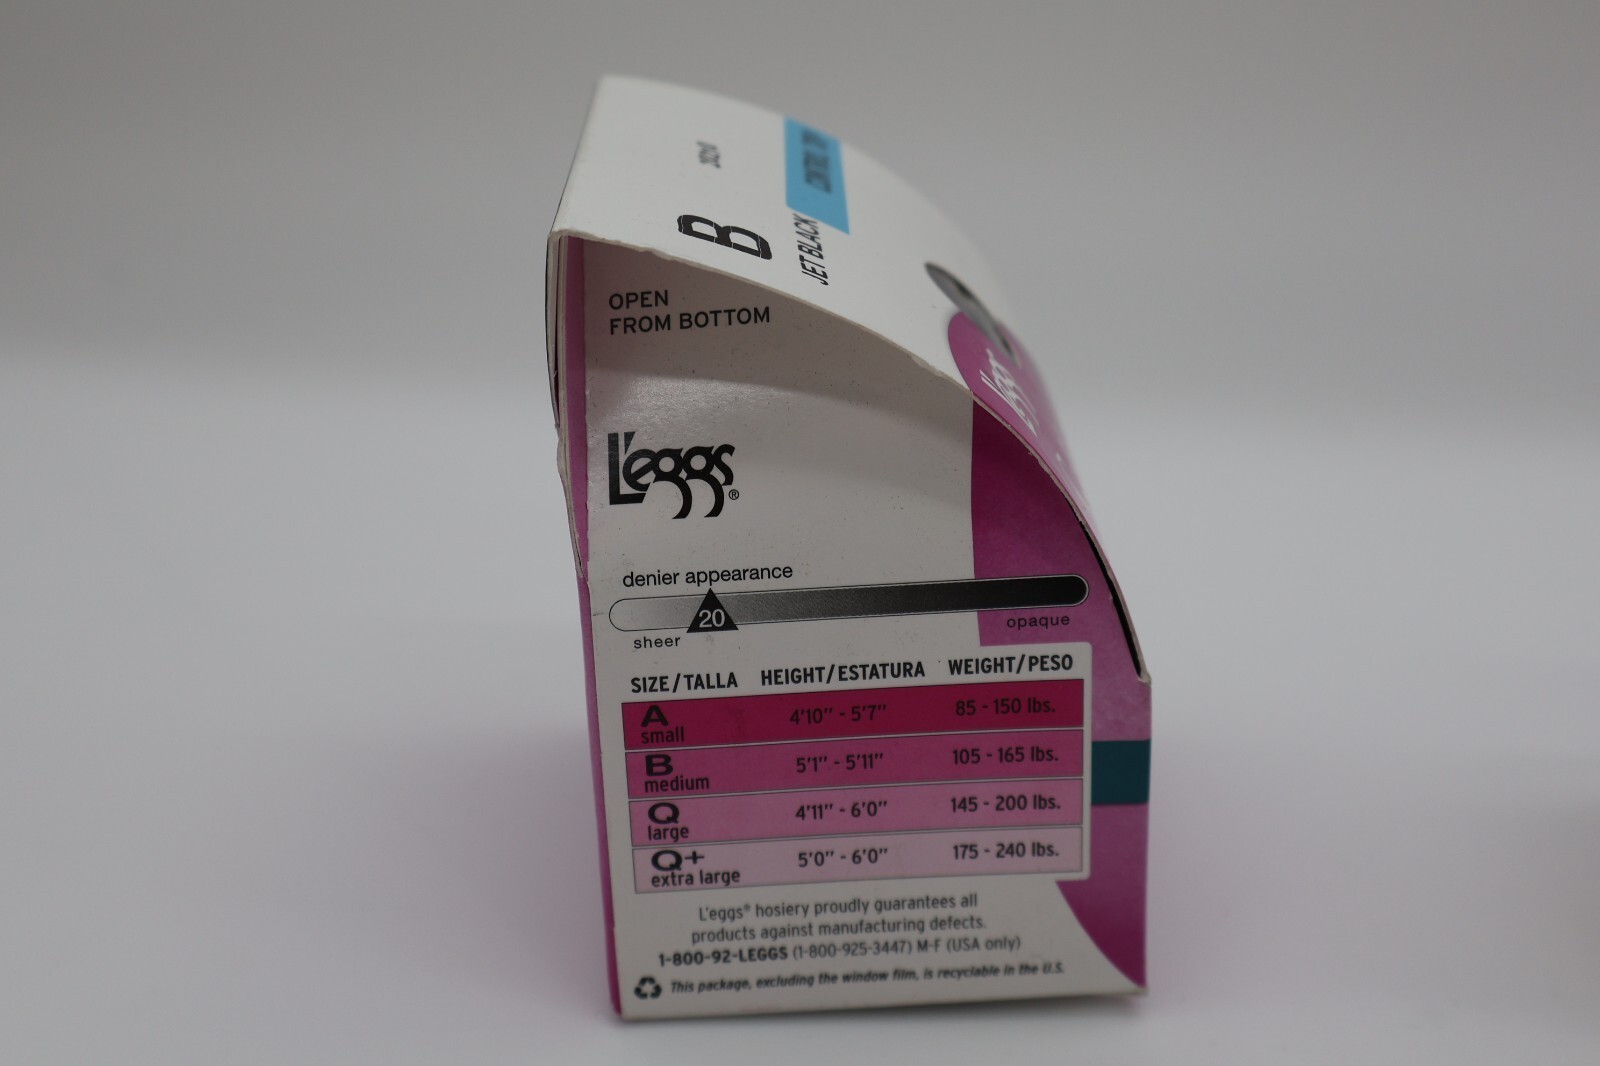 B
JET BLACK
CONTROL
L'eggs
OPEN
FROM BOTTOM
L'eggs®
denier appearance
20
sheer
opaque
SIZE/TALLA HEIGHT/ESTATURA WEIGHT/PESO
A small 4'10" - 5'7" 85 - 150 lbs.
B medium 5'1" - 5'11" 105 - 165 lbs.
Q large 4'11" - 6'0" 145 - 200 lbs.
Q+ extra large 5'0" - 6'0" 175 - 240 lbs.
L'eggs® hosiery proudly guarantees all
products against manufacturing defects.
1-800-92-LEGGS (1-800-925-3447) M-F (USA only)
This package, excluding the window film, is recyclable in the U.S.